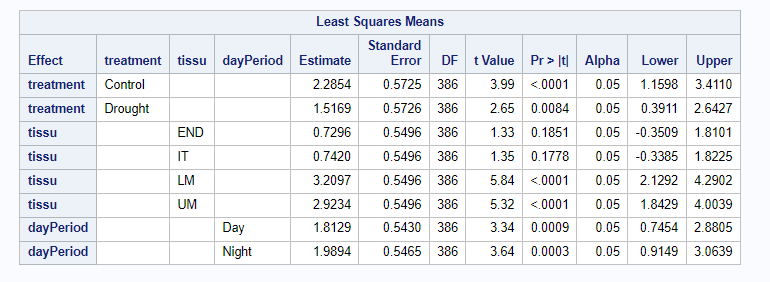 Least Squares Means
Effect treatment tissu dayPeriod Estimate Standard Error DF t Value Pr > |t| Alpha Lower Upper
treatment Control 2.2854 0.5725 386 3.99 <.0001 0.05 1.1598 3.4110
treatment Drought 1.5169 0.5726 386 2.65 0.0084 0.05 0.3911 2.6427
tissu END 0.7296 0.5496 386 1.33 0.1851 0.05 -0.3509 1.8101
tissu IT 0.7420 0.5496 386 1.35 0.1778 0.05 -0.3385 1.8225
tissu LM 3.2097 0.5496 386 5.84 <.0001 0.05 2.1292 4.2902
tissu UM 2.9234 0.5496 386 5.32 <.0001 0.05 1.8429 4.0039
dayPeriod Day 1.8129 0.5430 386 3.34 0.0009 0.05 0.7454 2.8805
dayPeriod Night 1.9894 0.5465 386 3.64 0.0003 0.05 0.9149 3.0639